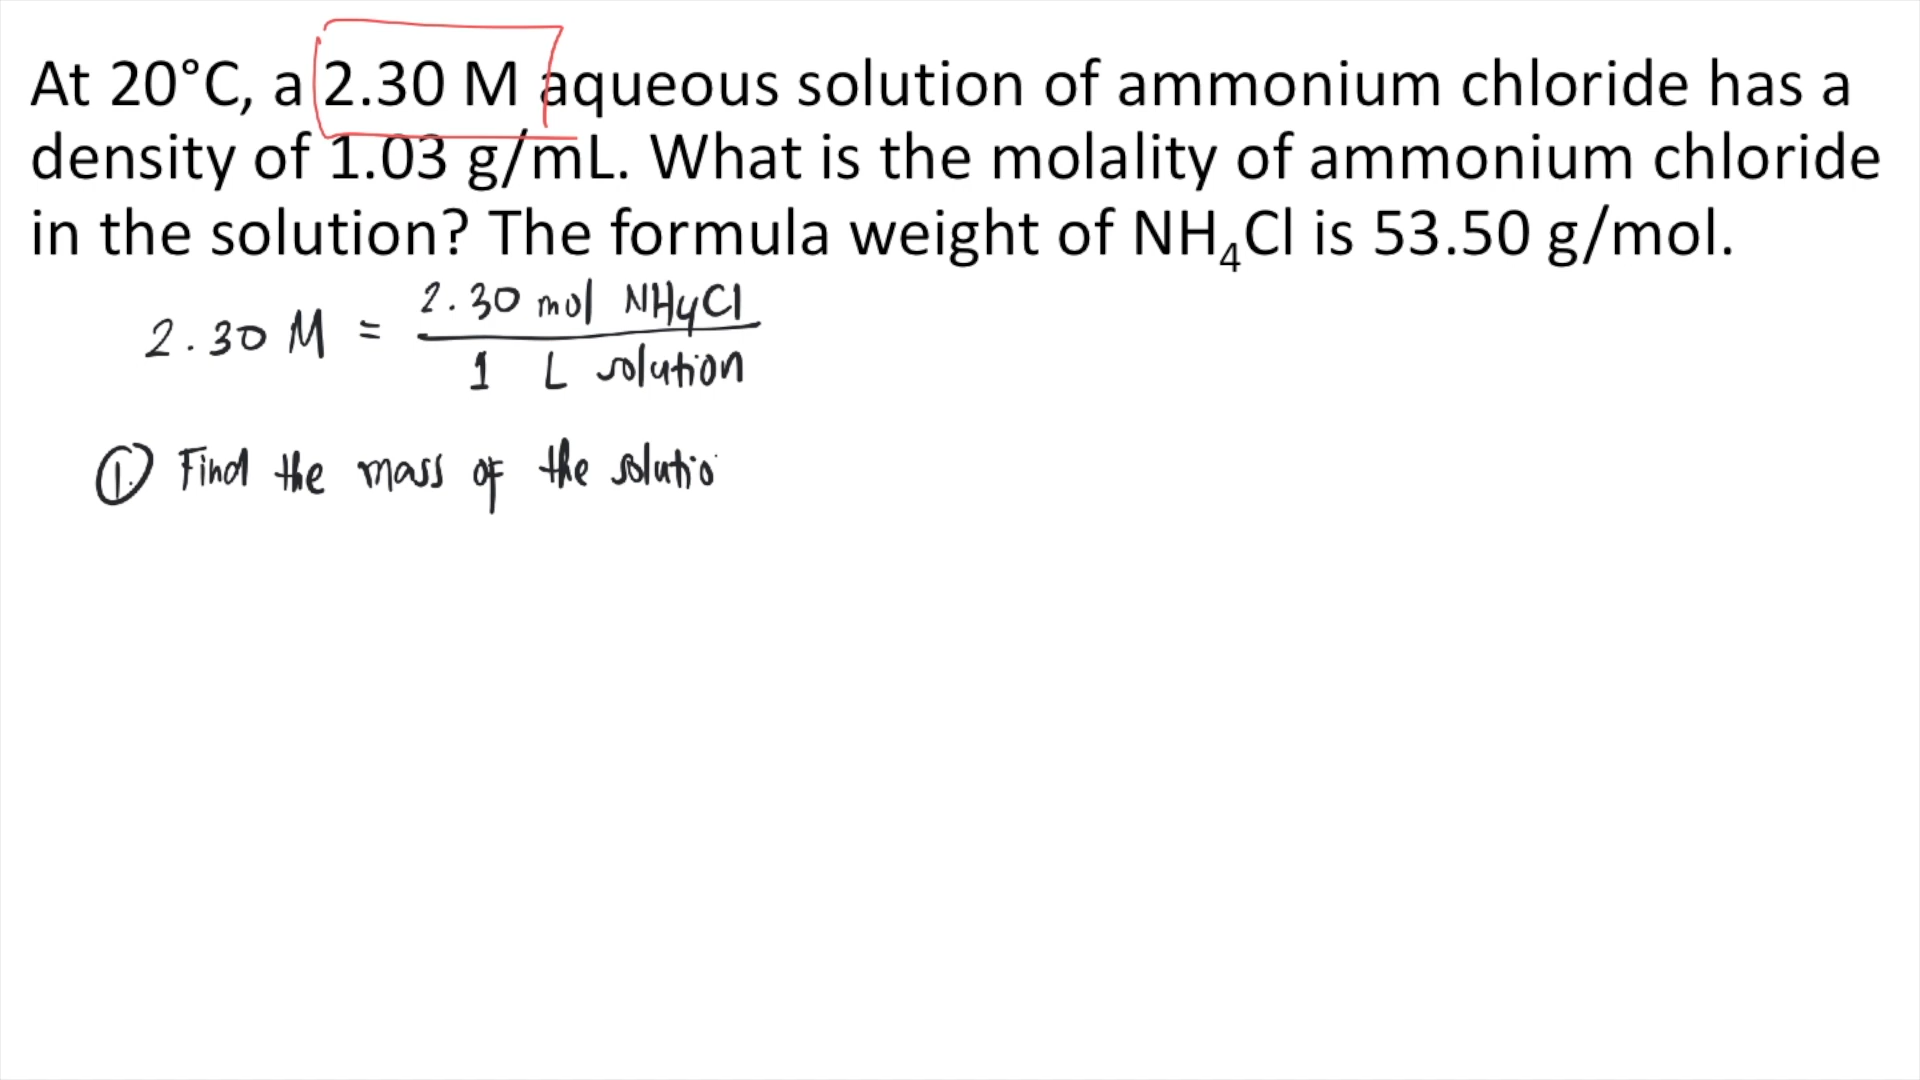 At 20°C, a 2.30 M aqueous solution of ammonium chloride has a
density of 1.03 g/mL. What is the molality of ammonium chloride
in the solution? The formula weight of NH₄Cl is 53.50 g/mol.
2.30 M = 2.30 mol NH4Cl
1 L solution
① Find the mass of the solutio